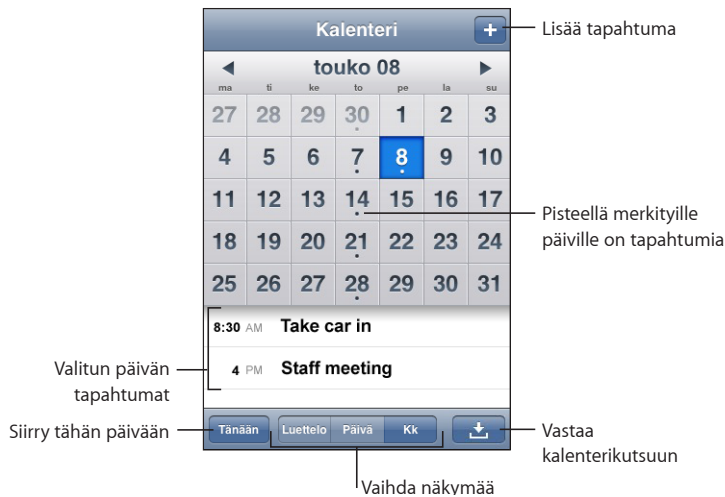 Kalenteri
+
Lisää tapahtuma
touko 08
ma ti ke to pe la su
27 28 29 30 1 2 3
4 5 6 7 8 9 10
11 12 13 14 15 16 17
Pisteellä merkityille
päiville on tapahtumia
18 19 20 21 22 23 24
25 26 27 28 29 30 31
8:30 AM Take car in
4 PM Staff meeting
Valitun päivän
tapahtumat
Siirry tähän päivään
Tänään Luettelo Päivä Kk
Vastaa
kalenterikutsuun
Vaihda näkymää